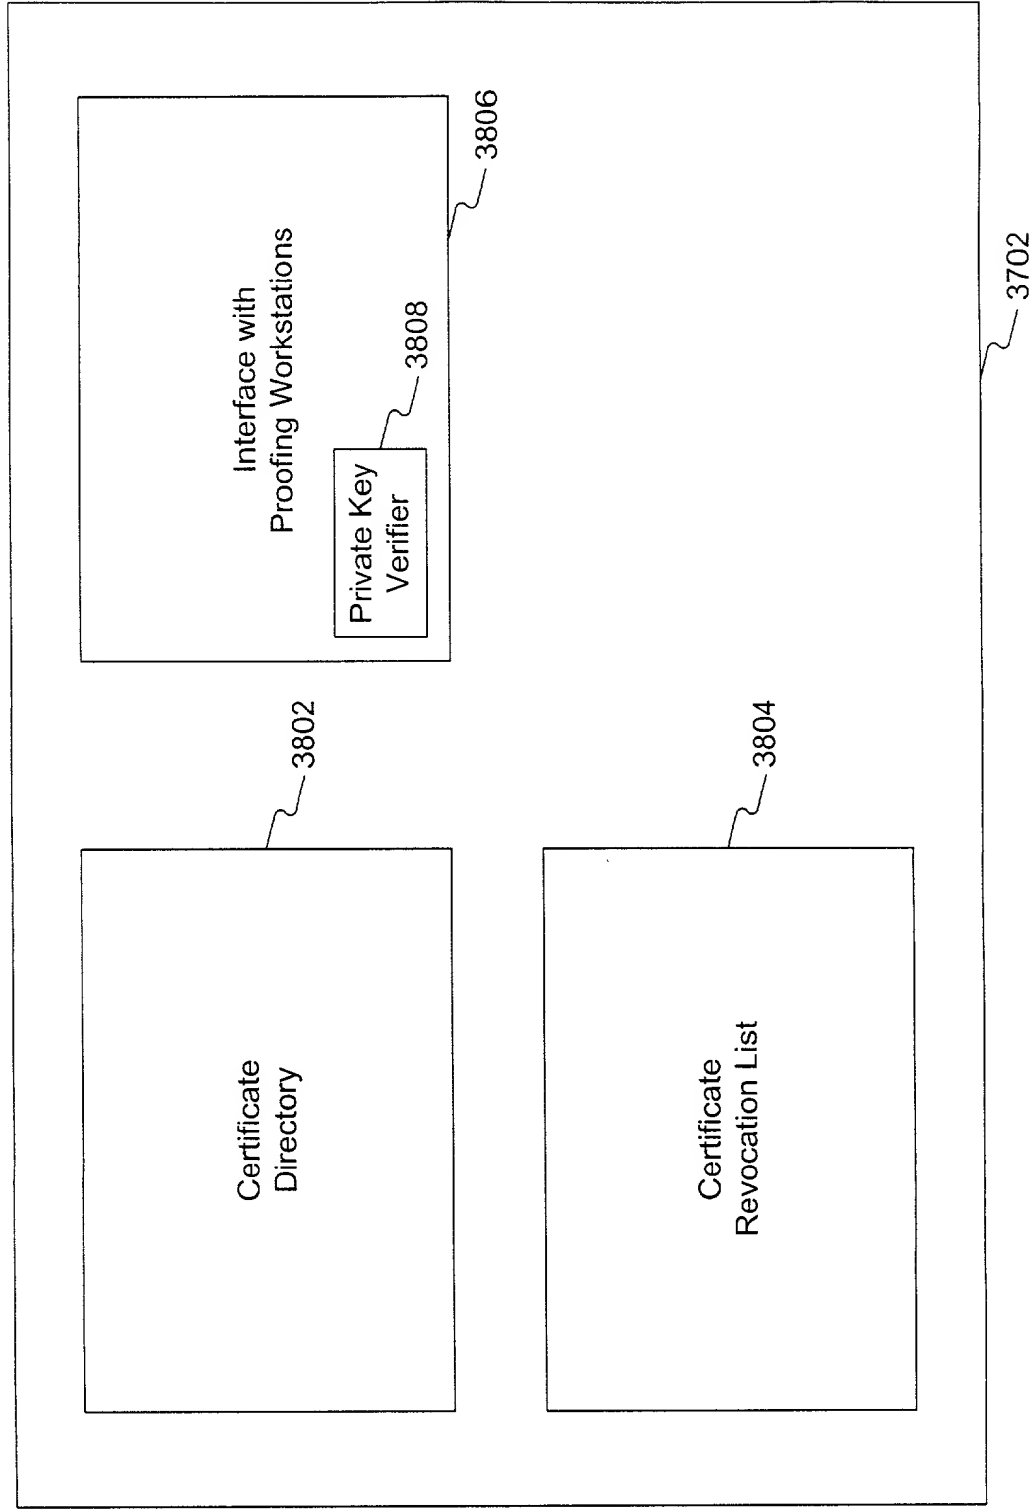 Certificate
Directory
3802
Interface with
Proofing Workstations
Private Key
Verifier
3808
3806
Certificate
Revocation List
3804
3702